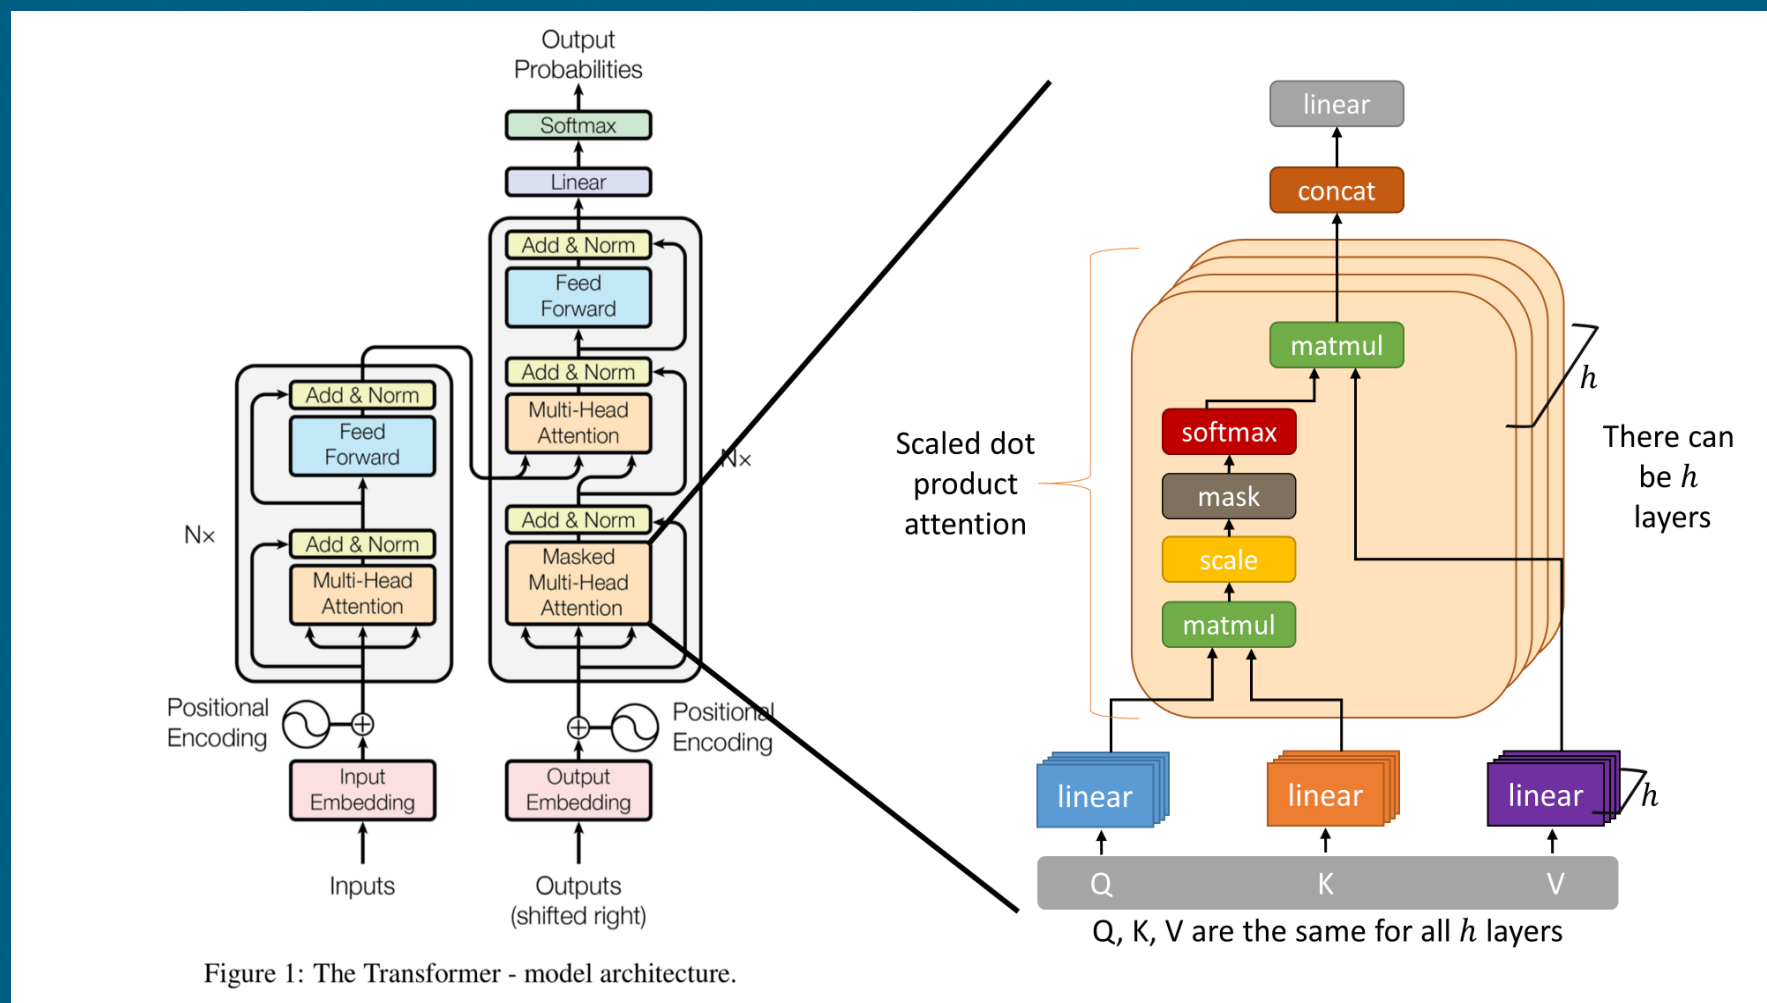 Output
Probabilities
Softmax
Linear
Add & Norm
Feed
Forward
Add & Norm
Multi-Head
Attention
Nx
Add & Norm
Masked
Multi-Head
Attention
Add & Norm
Feed
Forward
Nx
Add & Norm
Multi-Head
Attention
Positional
Encoding
Positional
Encoding
Input
Embedding
Output
Embedding
Inputs
Outputs
(shifted right)
Figure 1: The Transformer - model architecture.
linear
concat
matmul
h
softmax
mask
scale
matmul
Scaled dot
product
attention
There can
be h
layers
linear
linear
linear
h
Q
K
V
Q, K, V are the same for all h layers